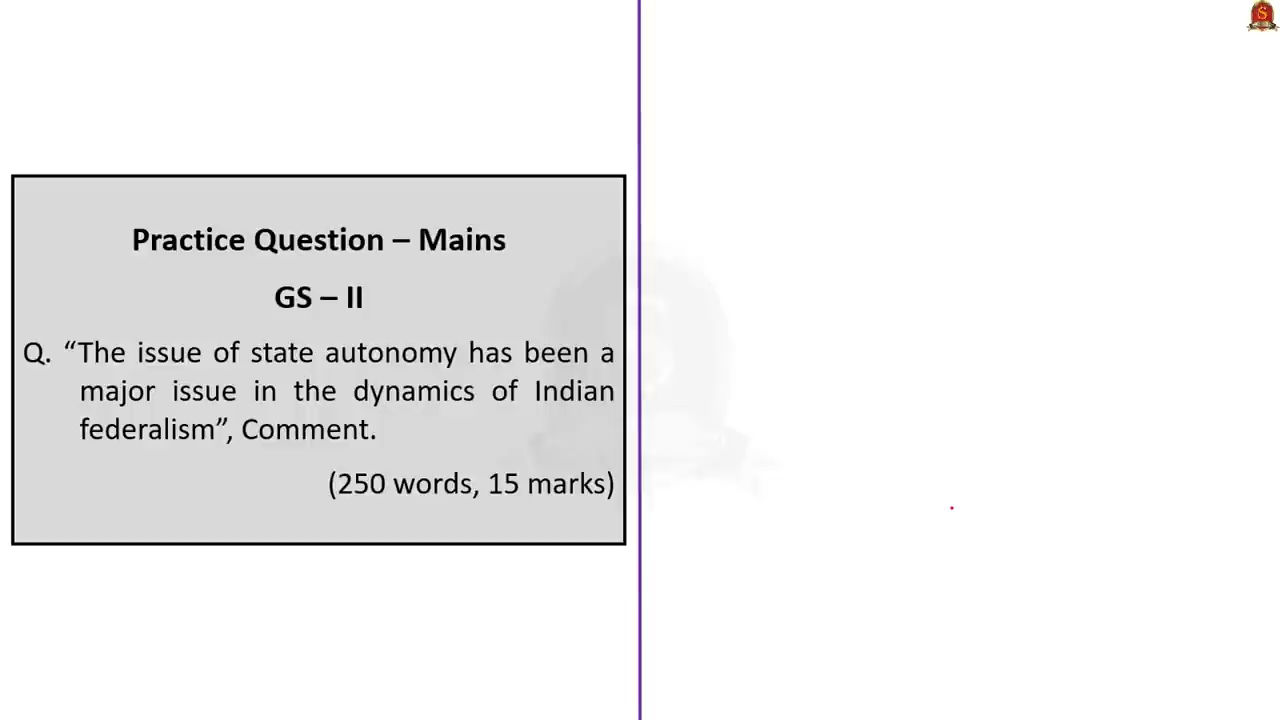 Practice Question – Mains
GS – II
Q. “The issue of state autonomy has been a
major issue in the dynamics of Indian
federalism”, Comment.
(250 words, 15 marks)